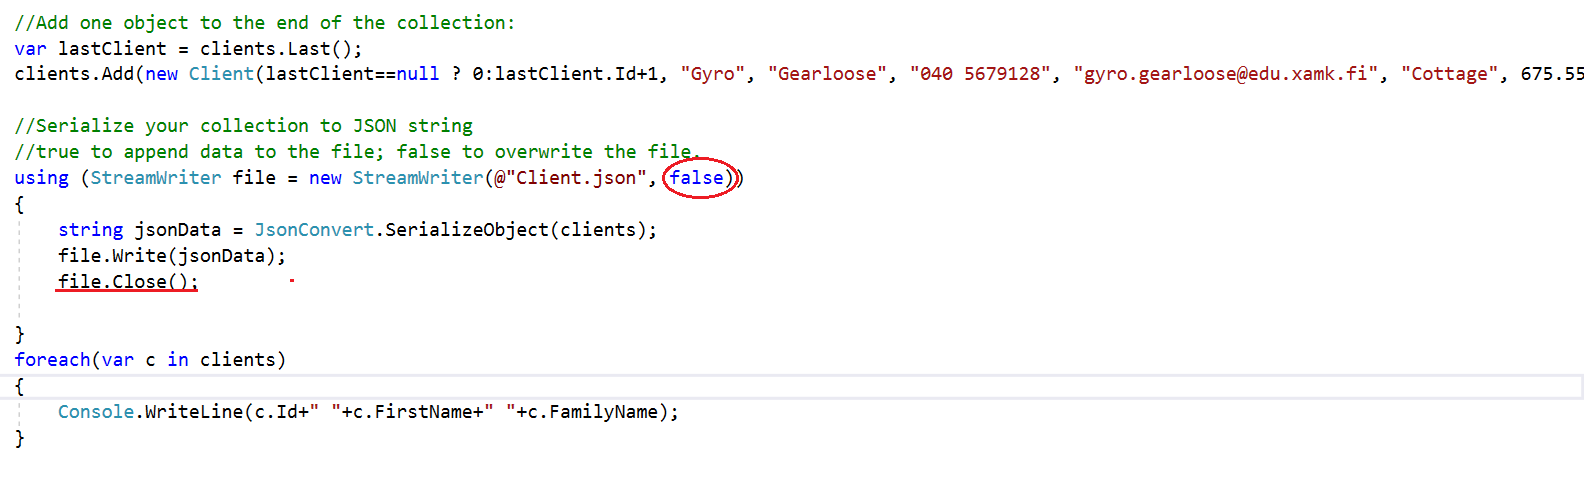 //Add one object to the end of the collection:
var lastClient = clients.Last();
clients.Add(new Client(lastClient==null ? 0:lastClient.Id+1, "Gyro", "Gearloose", "040 5679128", "gyro.gearloose@edu.xamk.fi", "Cottage", 675.55
//Serialize your collection to JSON string
//true to append data to the file; false to overwrite the file.
using (StreamWriter file = new StreamWriter(@"Client.json", false))
{
string jsonData = JsonConvert.SerializeObject(clients);
file.Write(jsonData);
file.Close();
}
foreach(var c in clients)
{
Console.WriteLine(c.Id+" "+c.FirstName+" "+c.FamilyName);
}